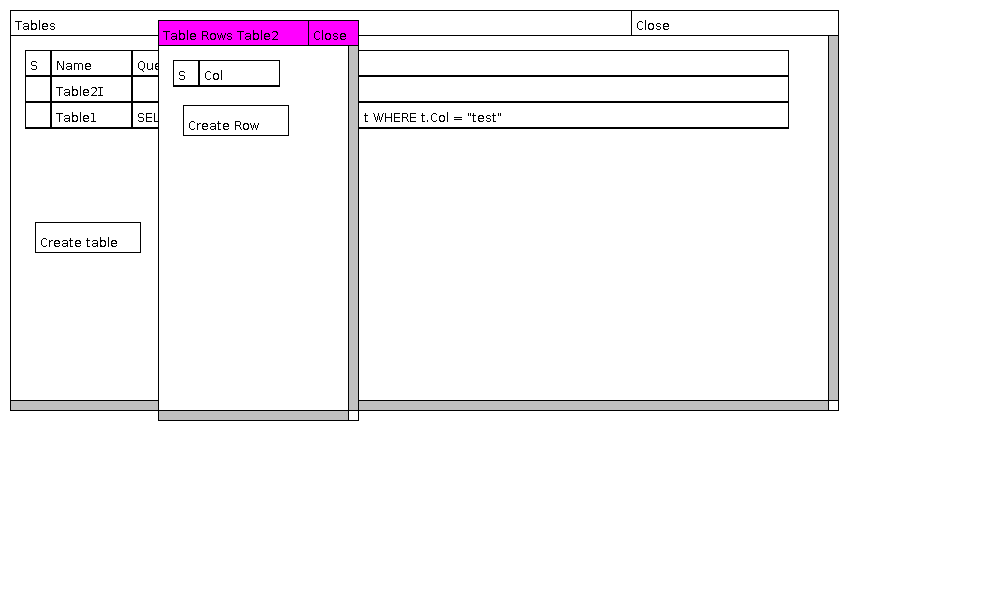 Tables
Close
S Name Que
Table2I
Table1 SEL t WHERE t.Col = "test"
Create table
Table Rows Table2 Close
S Col
Create Row